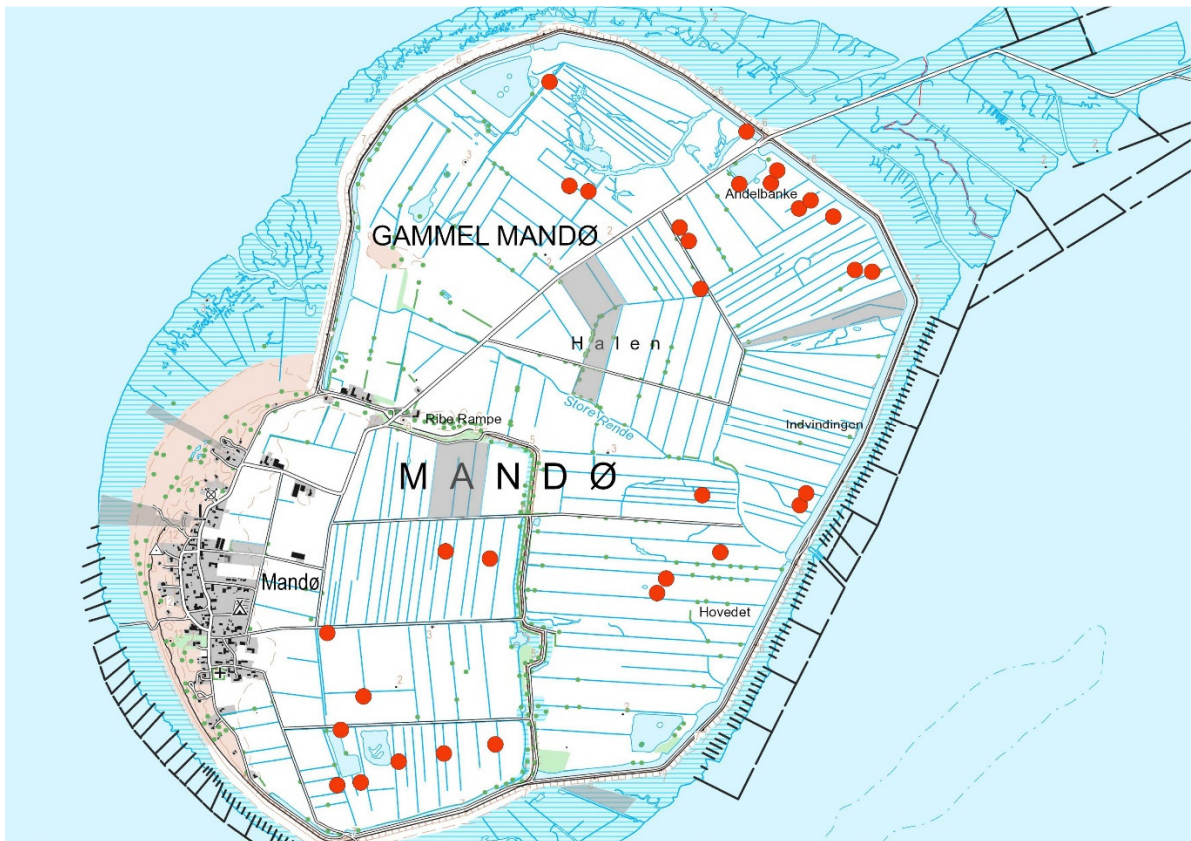 Andelbanke
GAMMEL MANDØ
Halen
Store Rende
Ribe Rampe
Indvindingen
MANDØ
Mandø
Hovedet